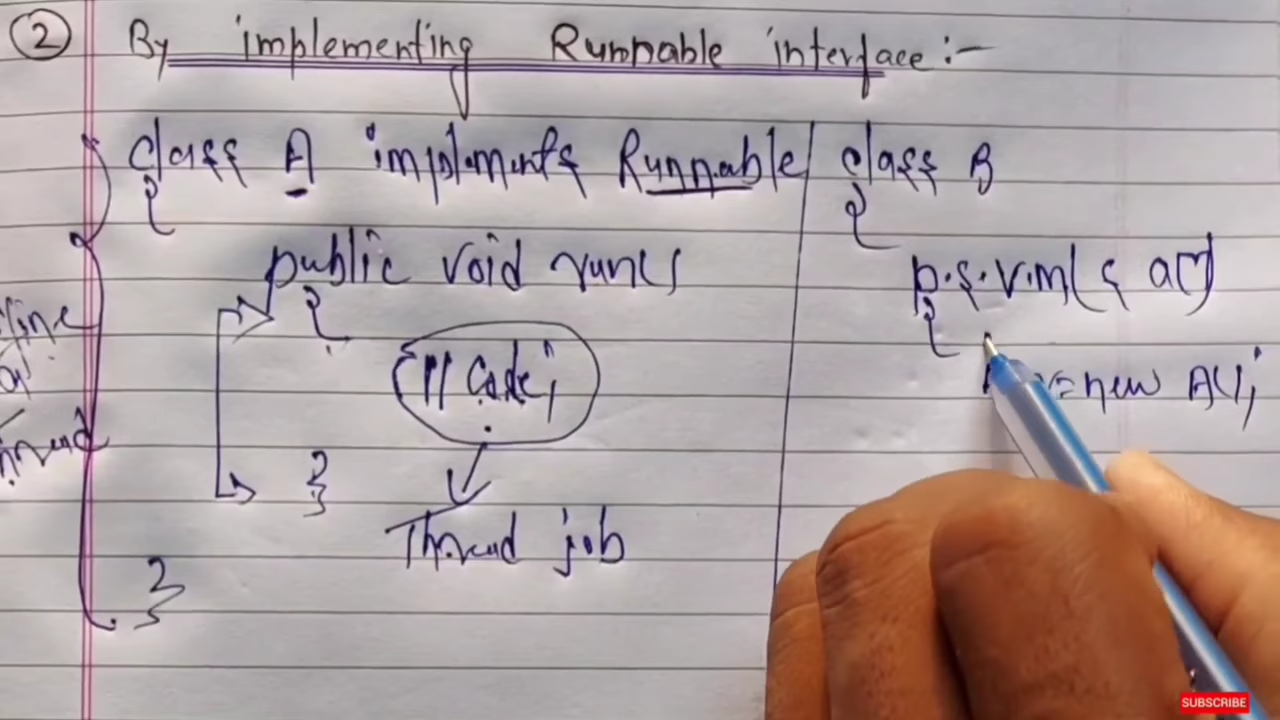 2 By implementing Runnable interface :-
class A implements Runnable
{
public void run()
{
// Code;
}
Thread job
}
class B
{
p.s.v.m( s a[])
{
=new A();
SUBSCRIBE